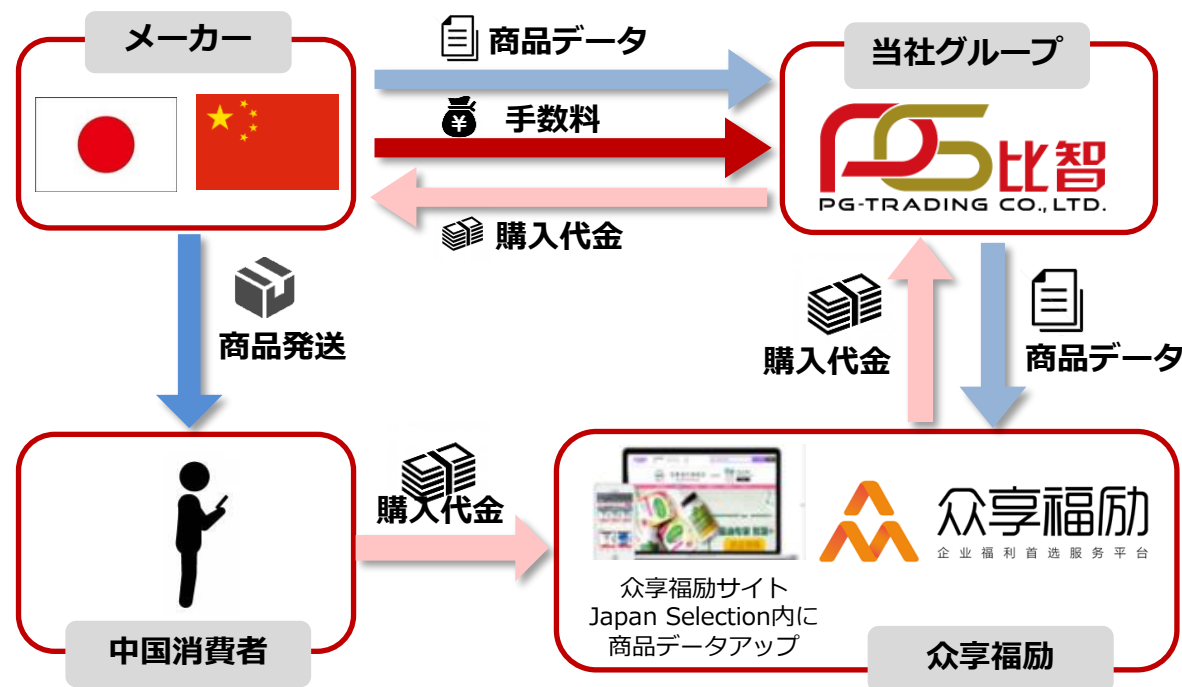 メーカー
商品データ
当社グループ
手数料
PS比智
PG-TRADING CO.,LTD.
購入代金
商品発送
購入代金
商品データ
購入代金
众享福励
企业福利首选服务平台
众享福励サイト
Japan Selection内に
商品データアップ
中国消費者
众享福励